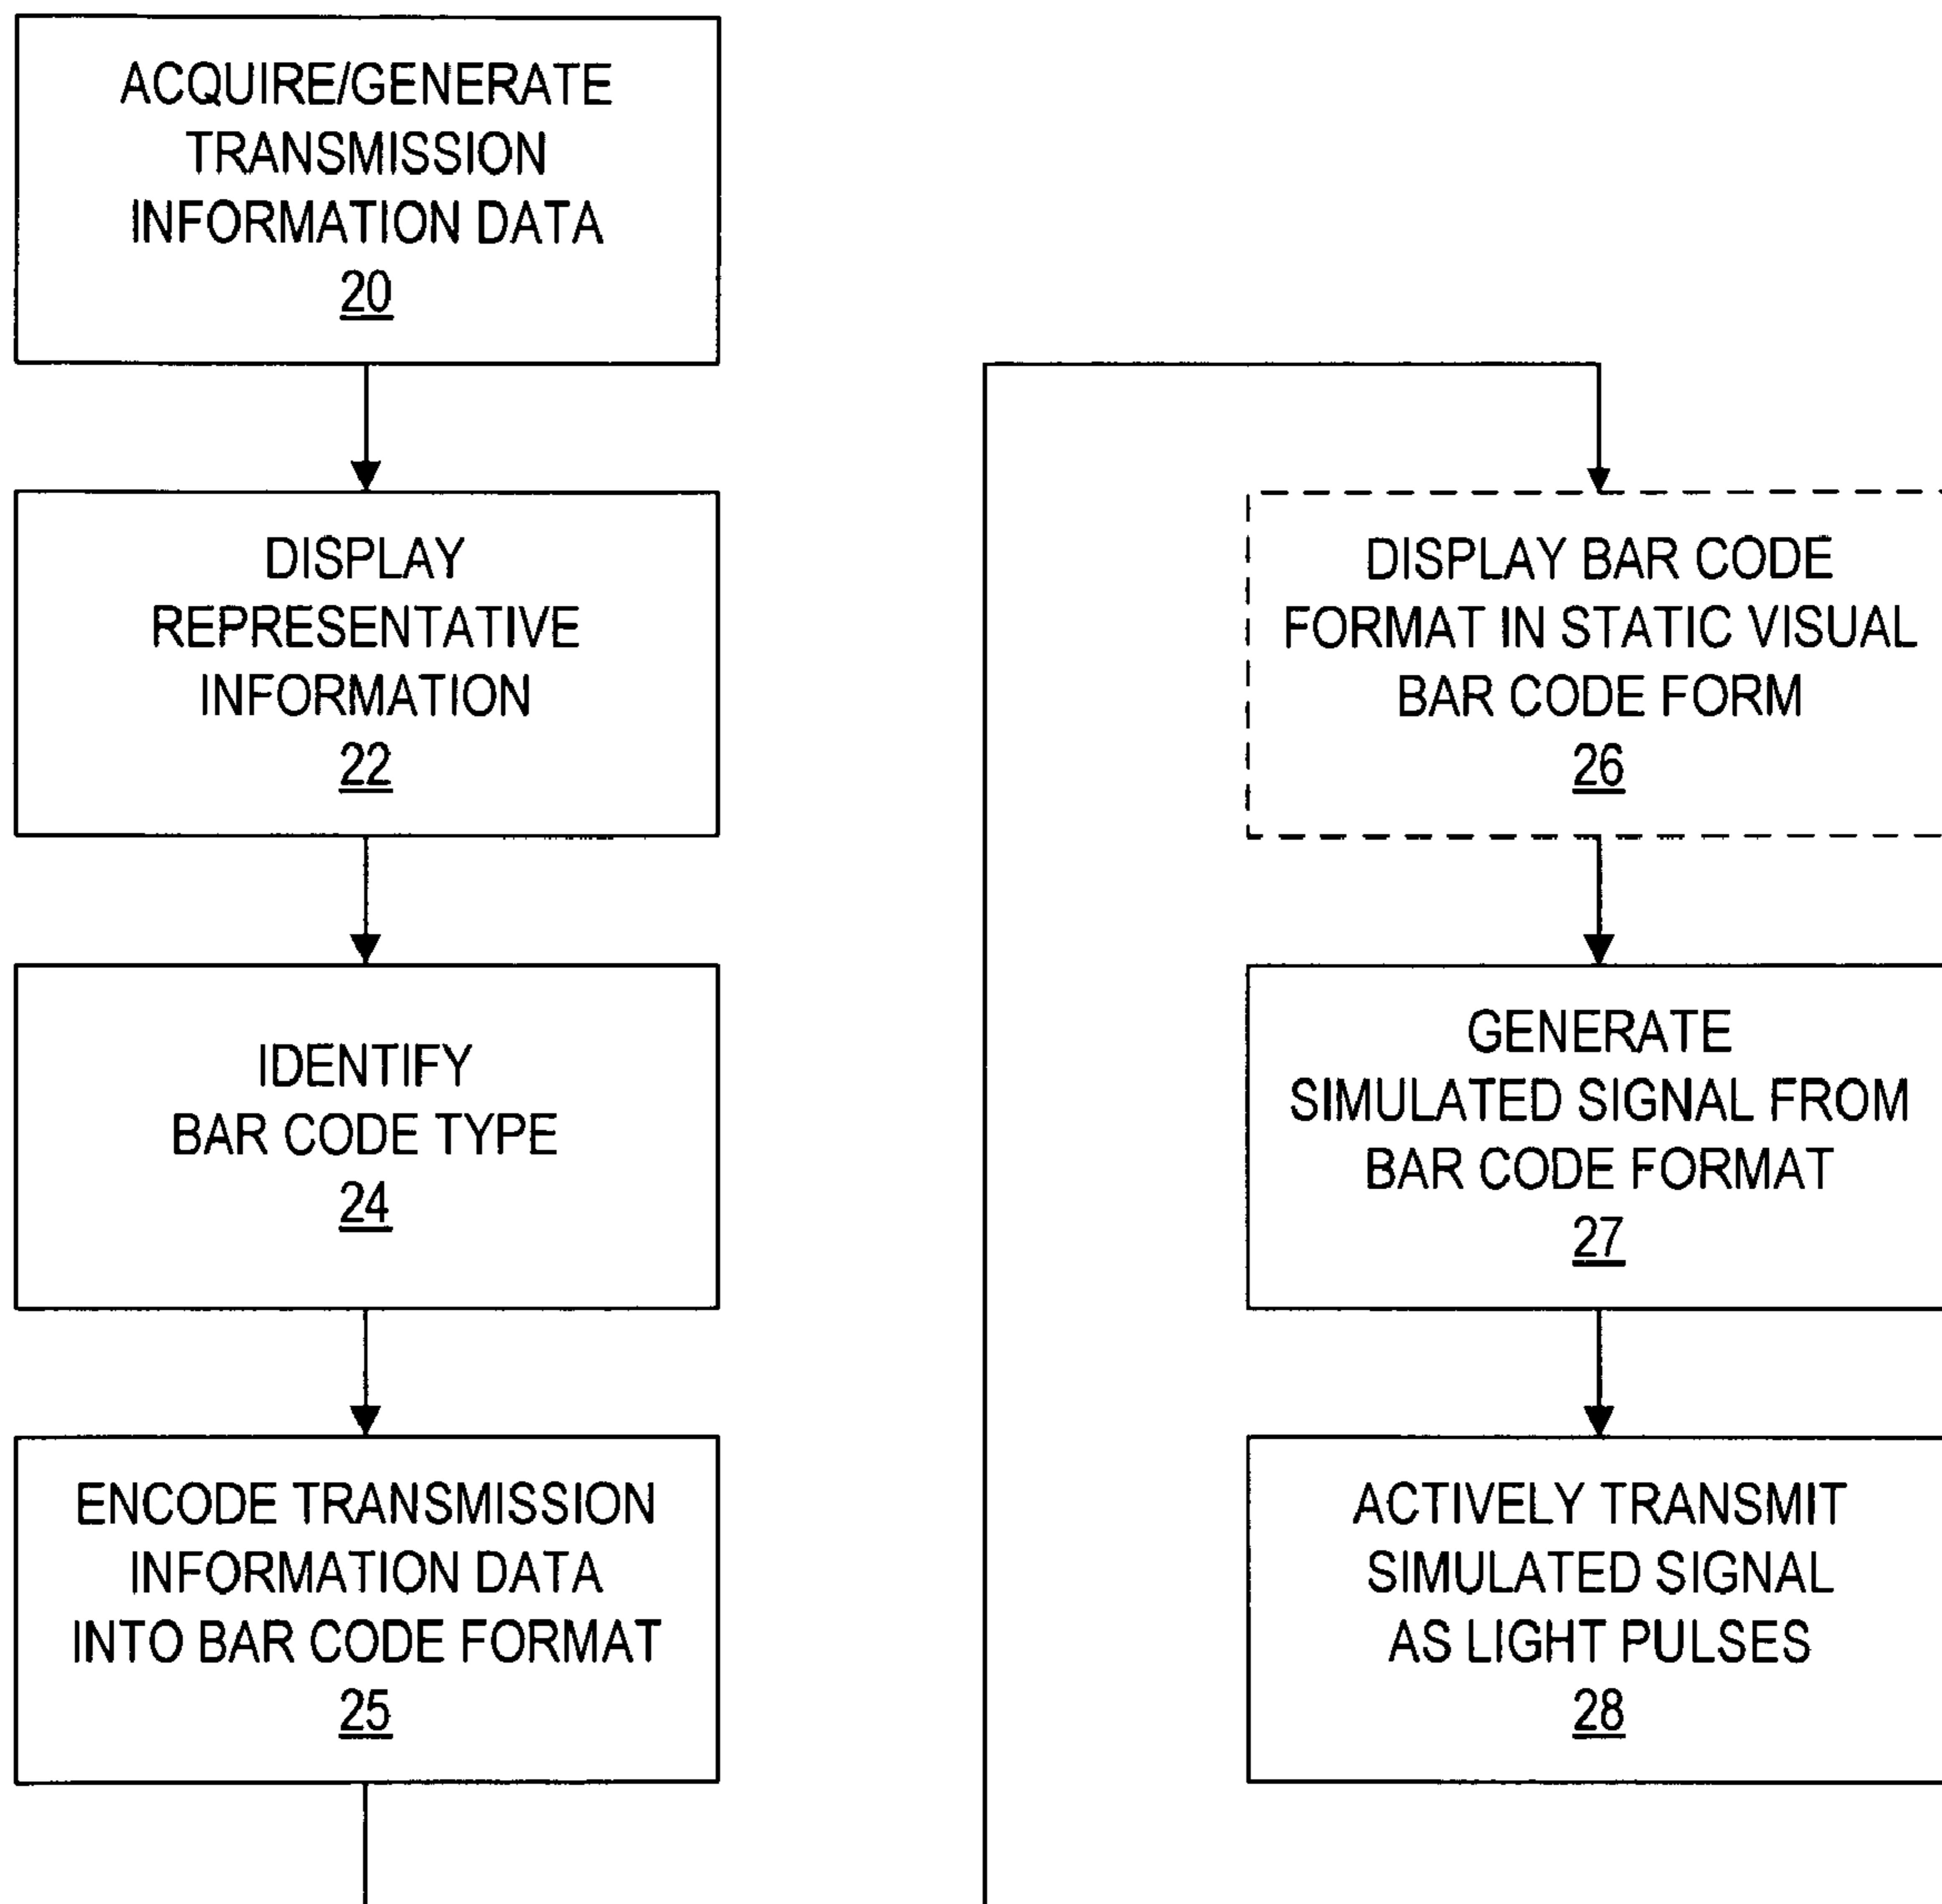 ACQUIRE/GENERATE
TRANSMISSION
INFORMATION DATA
20
DISPLAY
REPRESENTATIVE
INFORMATION
22
IDENTIFY
BAR CODE TYPE
24
ENCODE TRANSMISSION
INFORMATION DATA
INTO BAR CODE FORMAT
25
DISPLAY BAR CODE
FORMAT IN STATIC VISUAL
BAR CODE FORM
26
GENERATE
SIMULATED SIGNAL FROM
BAR CODE FORMAT
27
ACTIVELY TRANSMIT
SIMULATED SIGNAL
AS LIGHT PULSES
28